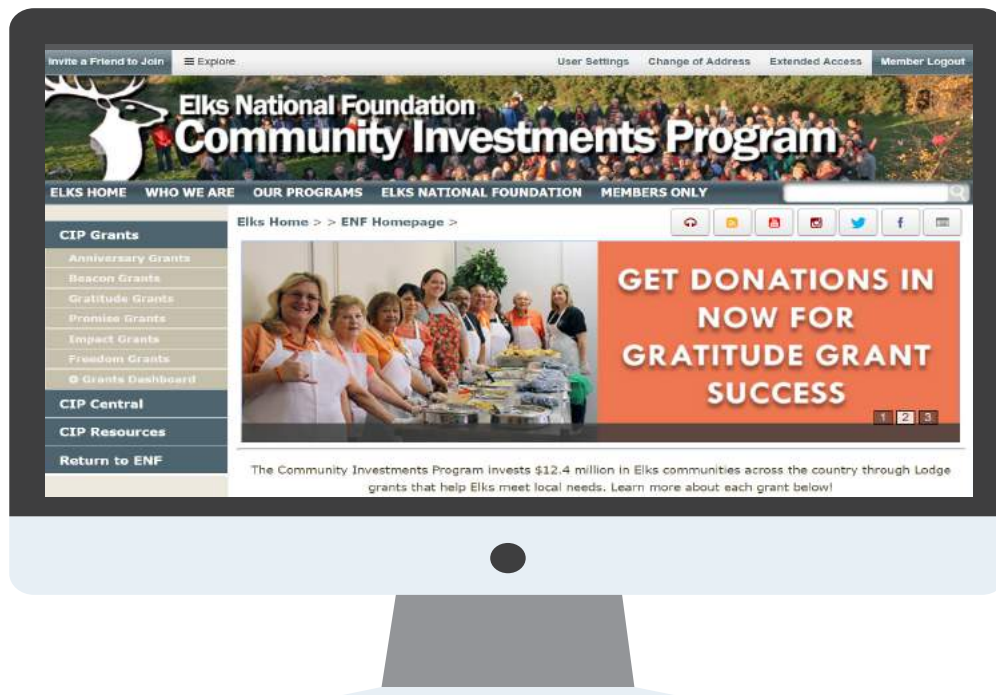 Invite a Friend to Join
☰ Explore
User Settings
Change of Address
Extended Access
Member Logout
Elks National Foundation
Community Investments Program
ELKS HOME
WHO WE ARE
OUR PROGRAMS
ELKS NATIONAL FOUNDATION
MEMBERS ONLY
CIP Grants
Anniversary Grants
Beacon Grants
Gratitude Grants
Promise Grants
Impact Grants
Freedom Grants
Grants Dashboard
CIP Central
CIP Resources
Return to ENF
Elks Home > > ENF Homepage >
f
GET DONATIONS IN
NOW FOR
GRATITUDE GRANT
SUCCESS
1 2 3
The Community Investments Program invests $12.4 million in Elks communities across the country through Lodge
grants that help Elks meet local needs. Learn more about each grant below!